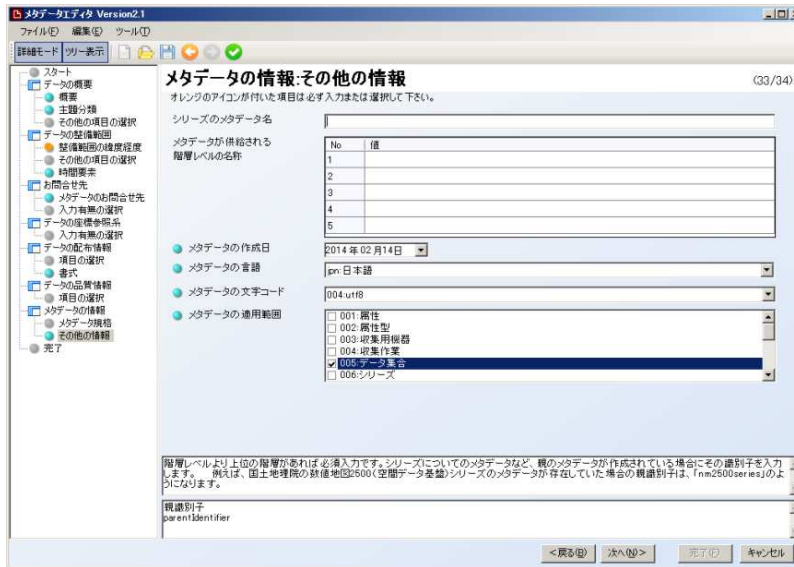 メタデータエディタ Version2.1
ファイル(F) 編集(E) ツール(T)
詳細モード ツリー表示
スタート
データの概要
概要
主題分類
その他の項目の選択
データの整備範囲
整備範囲の緯度経度
その他の項目の選択
時間要素
お問合せ先
メタデータのお問合せ先
入力有無の選択
データの座標参照系
入力有無の選択
データの配布情報
項目の選択
書式
データの品質情報
項目の選択
メタデータの情報
メタデータ規格
その他の情報
完了
メタデータの情報:その他の情報 (33/34)
オレンジのアイコンが付いた項目は必ず入力または選択して下さい。
シリーズのメタデータ名
メタデータが供給される
階層レベルの名称
No 値
1
2
3
4
5
メタデータの作成日 2014年02月14日
メタデータの言語 jpn:日本語
メタデータの文字コード 004:utf8
メタデータの適用範囲
001:属性
002:属性型
003:収集用機器
004:収集作業
005:データ集合
006:シリーズ
階層レベルより上位の階層があれば必須入力です。シリーズについてのメタデータなど、親のメタデータが作成されている場合にその識別子を入力
します。 例えば、国土地理院の数値地図2500(空間データ基盤)シリーズのメタデータが存在していた場合の親識別子は、「nm2500series」のよ
うになります。
親識別子
parentIdentifier
<戻る(B) 次へ(N)> 完了(F) キャンセル